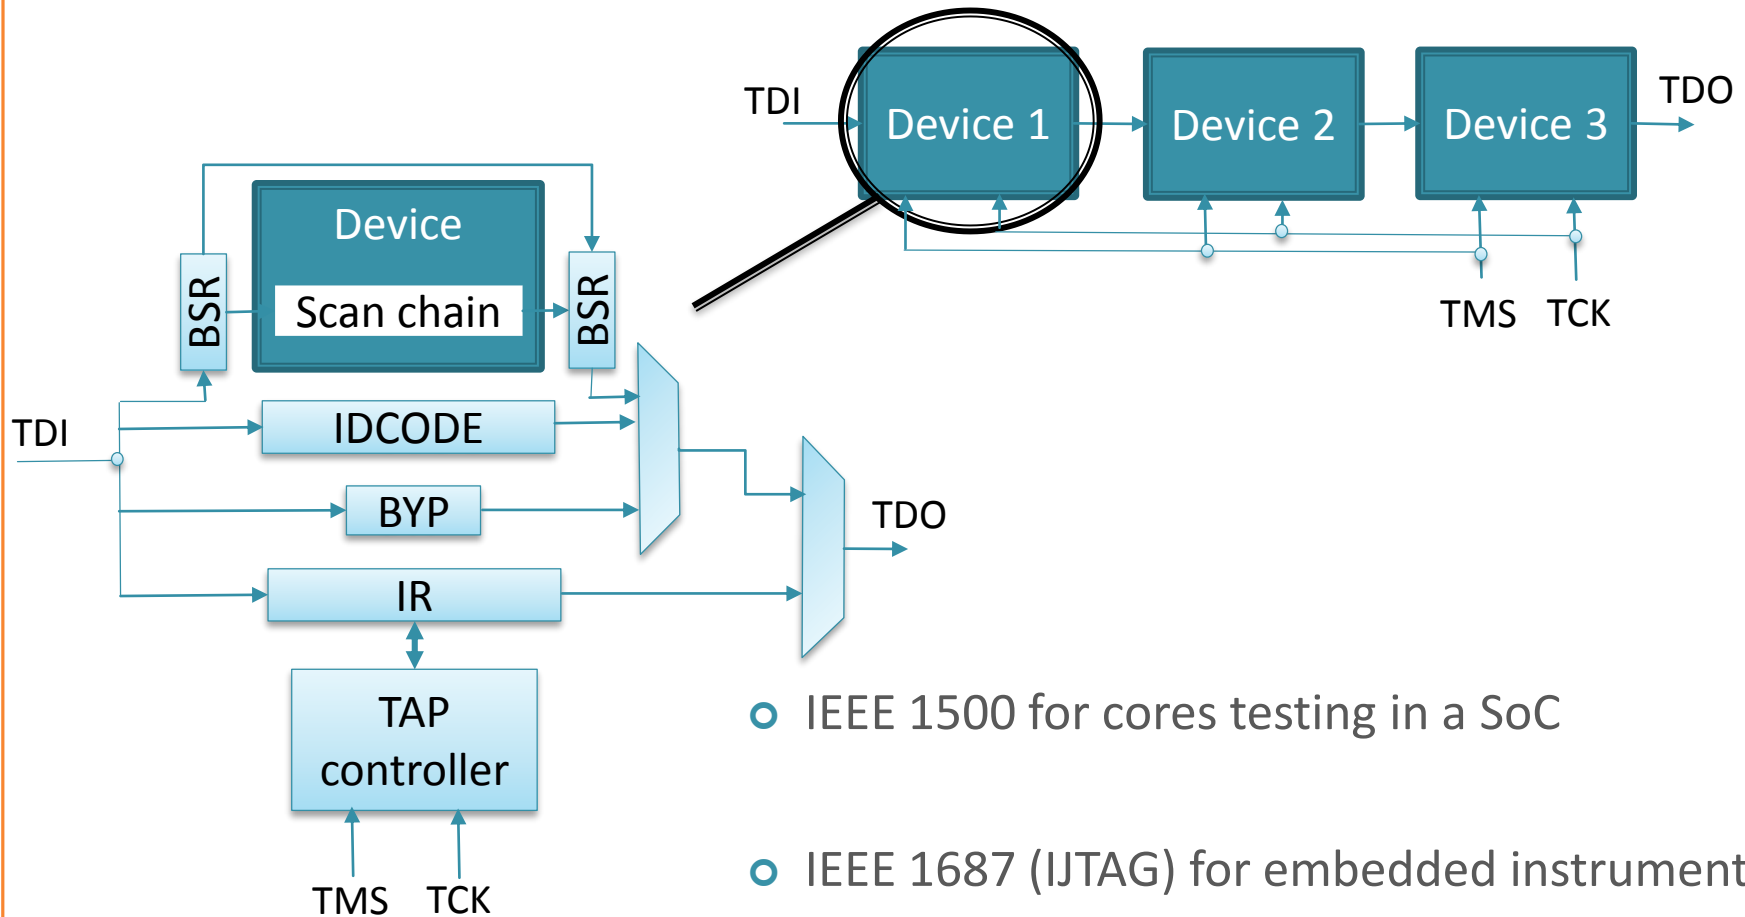 TDI
Device 1
Device 2
Device 3
TDO
TMS
TCK
Device
Scan chain
BSR
BSR
TDI
IDCODE
BYP
IR
TDO
TAP
controller
TMS
TCK
IEEE 1500 for cores testing in a SoC
IEEE 1687 (IJTAG) for embedded instrument